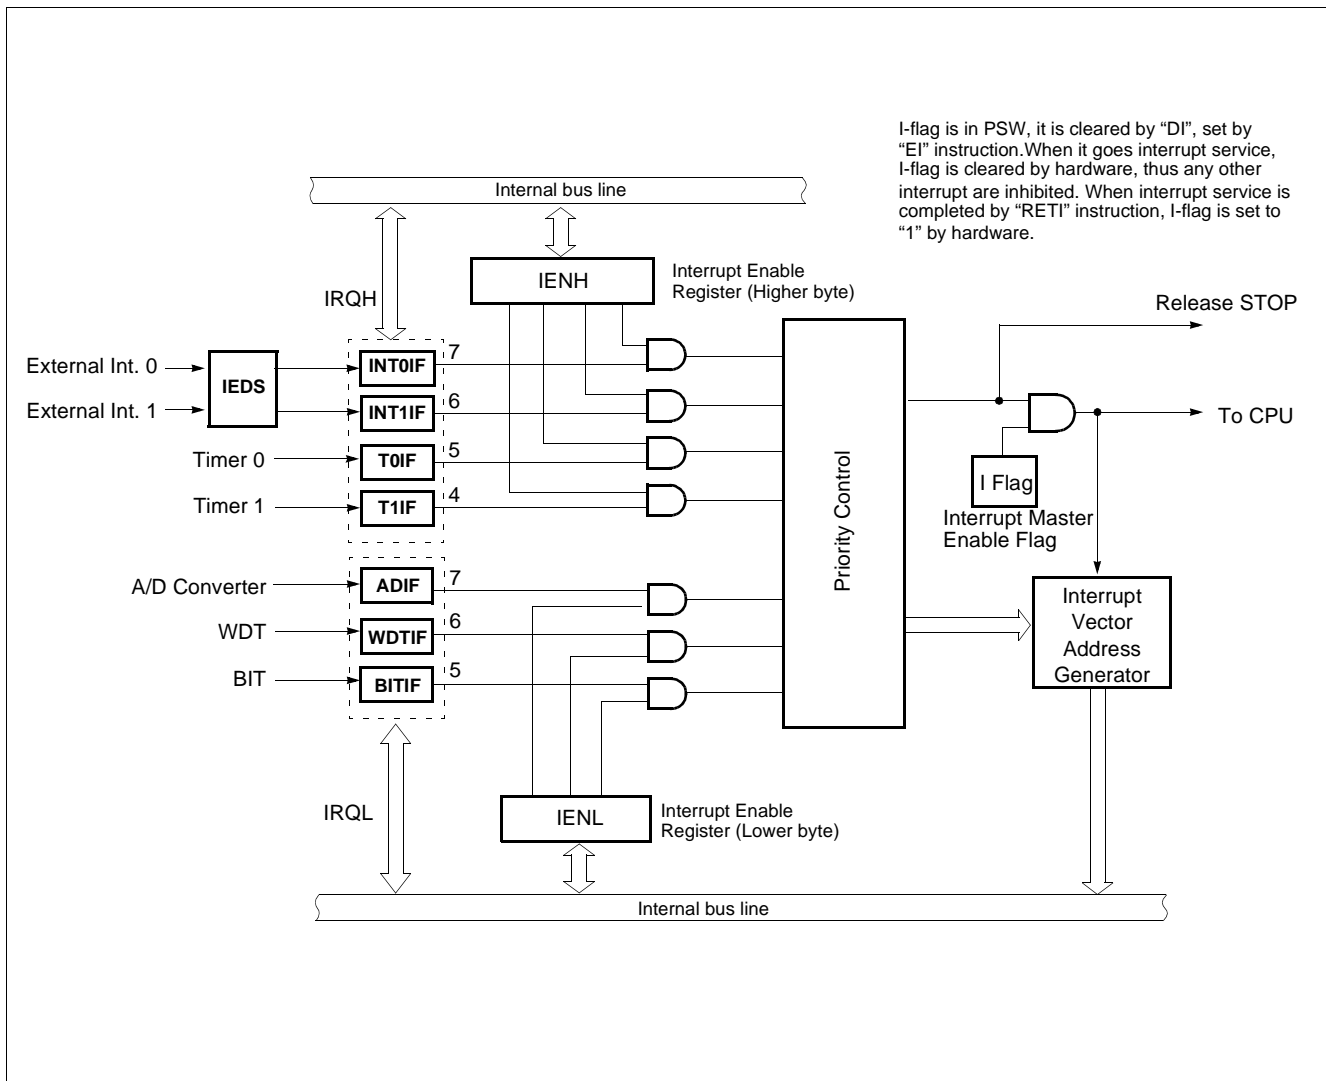 I-flag is in PSW, it is cleared by “DI”, set by
“EI” instruction.When it goes interrupt service,
I-flag is cleared by hardware, thus any other
interrupt are inhibited. When interrupt service is
completed by “RETI” instruction, I-flag is set to
“1” by hardware.
Internal bus line
IENH
Interrupt Enable
Register (Higher byte)
IRQH
Release STOP
External Int. 0
IEDS
INT0IF
7
External Int. 1
INT1IF
6
To CPU
Timer 0
T0IF
5
Timer 1
T1IF
4
Priority Control
I Flag
Interrupt Master
Enable Flag
A/D Converter
ADIF
7
WDT
WDTIF
6
BIT
BITIF
5
Interrupt
Vector
Address
Generator
IRQL
IENL
Interrupt Enable
Register (Lower byte)
Internal bus line